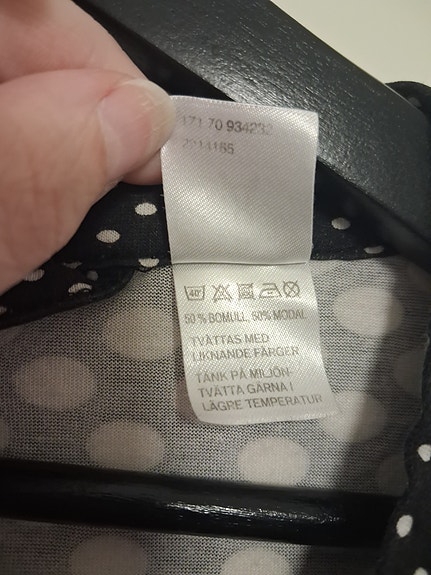 171 70 934232
40°
50 % BOMULL, 50% MODAL
TVÄTTAS MED
LIKNANDE FÄRGER
TÄNK PÅ MILJÖN-
TVÄTTA GÄRNA I
LÄGRE TEMPERATUR